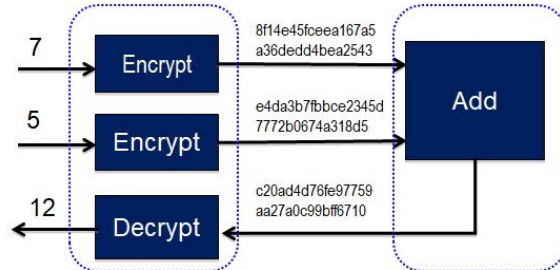 7
Encrypt
8f14e45fceea167a5
a36dedd4bea2543
Add
5
Encrypt
e4da3b7fbbce2345d
7772b0674a318d5
12
Decrypt
c20ad4d76fe97759
aa27a0c99bff6710